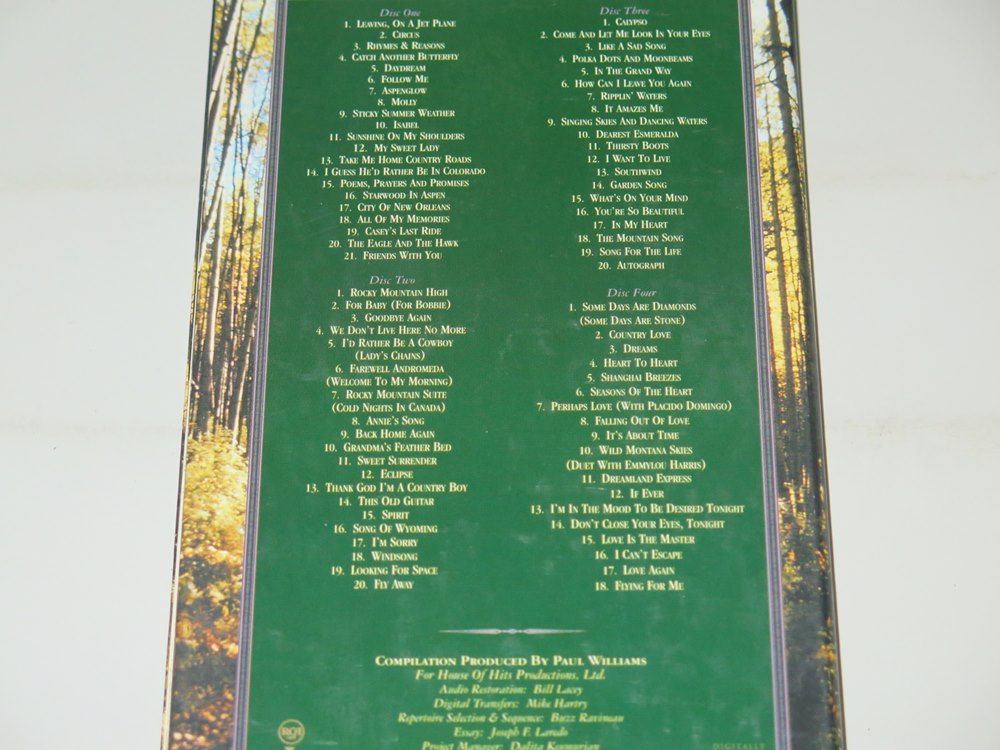 Disc One
1. Leaving, On A Jet Plane
2. Circus
3. Rhymes & Reasons
4. Catch Another Butterfly
5. Daydream
6. Follow Me
7. Aspenglow
8. Molly
9. Sticky Summer Weather
10. Isabel
11. Sunshine On My Shoulders
12. My Sweet Lady
13. Take Me Home Country Roads
14. I Guess He'd Rather Be In Colorado
15. Poems, Prayers And Promises
16. Starwood In Aspen
17. City Of New Orleans
18. All Of My Memories
19. Casey's Last Ride
20. The Eagle And The Hawk
21. Friends With You
Disc Two
1. Rocky Mountain High
2. For Baby (For Bobbie)
3. Goodbye Again
4. We Don't Live Here No More
5. I'd Rather Be A Cowboy
(Lady's Chains)
6. Farewell Andromeda
(Welcome To My Morning)
7. Rocky Mountain Suite
(Cold Nights In Canada)
8. Annie's Song
9. Back Home Again
10. Grandma's Feather Bed
11. Sweet Surrender
12. Eclipse
13. Thank God I'm A Country Boy
14. This Old Guitar
15. Spirit
16. Song Of Wyoming
17. I'm Sorry
18. Windsong
19. Looking For Space
20. Fly Away
Disc Three
1. Calypso
2. Come And Let Me Look In Your Eyes
3. Like A Sad Song
4. Polka Dots And Moonbeams
5. In The Grand Way
6. How Can I Leave You Again
7. Ripplin' Waters
8. It Amazes Me
9. Singing Skies And Dancing Waters
10. Dearest Esmeralda
11. Thirsty Boots
12. I Want To Live
13. Southwind
14. Garden Song
15. What's On Your Mind
16. You're So Beautiful
17. In My Heart
18. The Mountain Song
19. Song For The Life
20. Autograph
Disc Four
1. Some Days Are Diamonds
(Some Days Are Stone)
2. Country Love
3. Dreams
4. Heart To Heart
5. Shanghai Breezes
6. Seasons Of The Heart
7. Perhaps Love (With Placido Domingo)
8. Falling Out Of Love
9. It's About Time
10. Wild Montana Skies
(Duet With Emmylou Harris)
11. Dreamland Express
12. If Ever
13. I'm In The Mood To Be Desired Tonight
14. Don't Close Your Eyes, Tonight
15. Love Is The Master
16. I Can't Escape
17. Love Again
18. Flying For Me
Compilation Produced By Paul Williams
For House Of Hits Productions, Ltd.
Audio Restoration: Bill Lacey
Digital Transfers: Mike Hartry
Repertoire Selection & Sequence: Buzz Ravineau
Essay: Joseph F. Laredo
Project Manager: Dalita
RCA